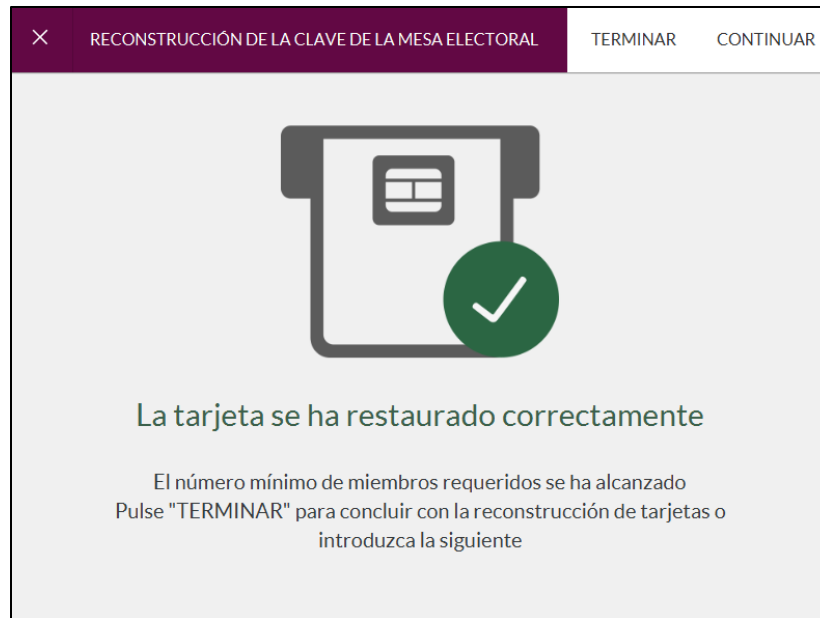 RECONSTRUCCIÓN DE LA CLAVE DE LA MESA ELECTORAL TERMINAR CONTINUAR
La tarjeta se ha restaurado correctamente
El número mínimo de miembros requeridos se ha alcanzado
Pulse "TERMINAR" para concluir con la reconstrucción de tarjetas o
introduzca la siguiente